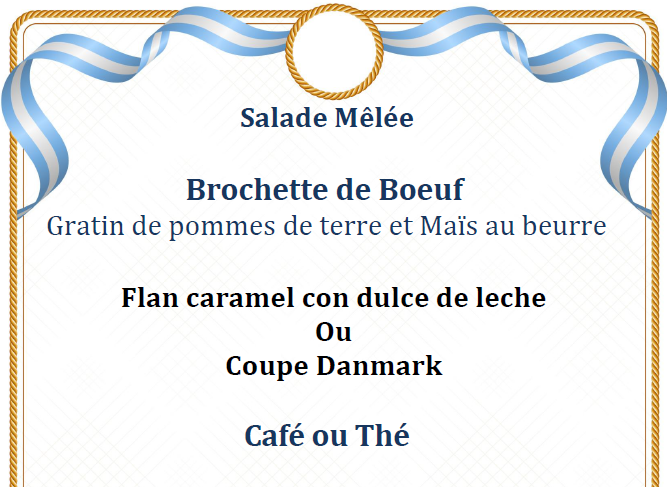 Salade Mêlée
Brochette de Boeuf
Gratin de pommes de terre et Maïs au beurre
Flan caramel con dulce de leche
Ou
Coupe Danmark
Café ou Thé